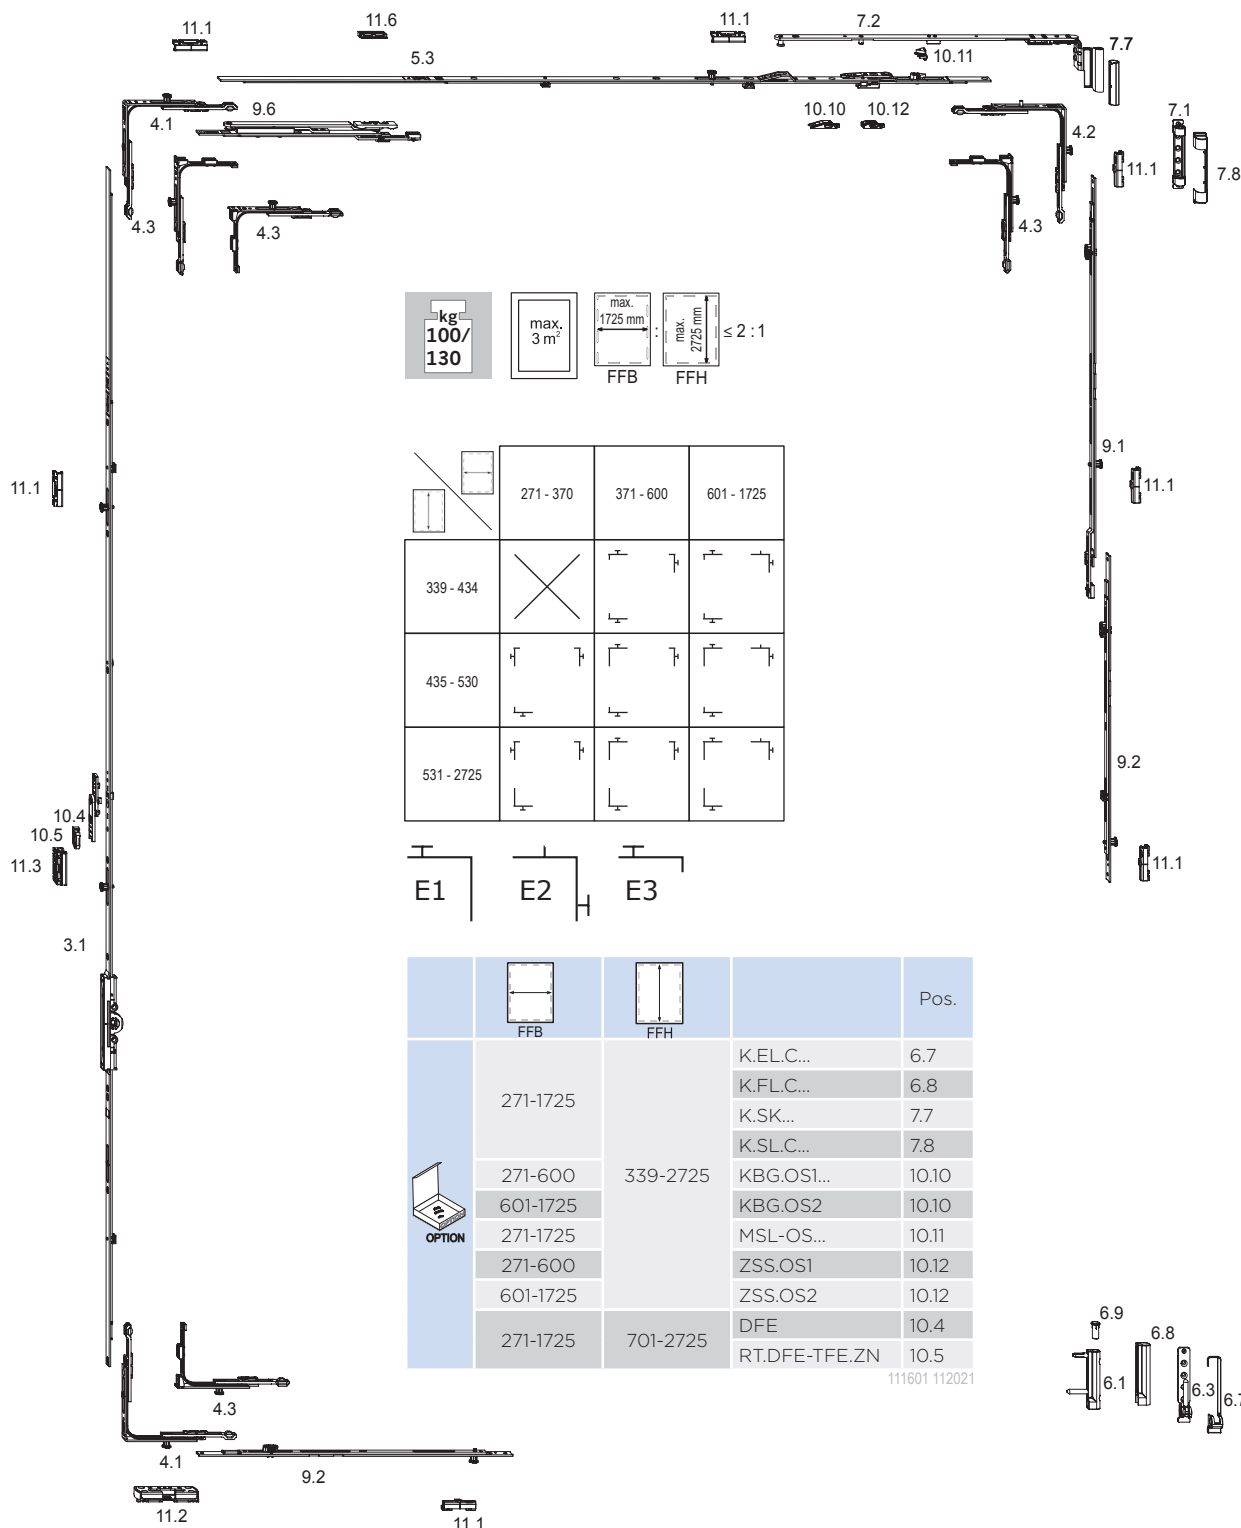 11.1
11.6
11.1
7.2
5.3
10.11
7.7
4.1
9.6
10.10
10.12
4.2
7.1
11.1
7.8
4.3
4.3
4.3
kg
100/
130
max.
3 m²
max.
1725 mm
:
max.
2725 mm
≤ 2 : 1
FFB
FFH
11.1
9.1
11.1
271 - 370
371 - 600
601 - 1725
339 - 434
435 - 530
531 - 2725
10.4
10.5
11.3
9.2
11.1
E1
E2
E3
3.1
FFB
FFH
Pos.
OPTION
271-1725
339-2725
K.EL.C... 6.7
K.FL.C... 6.8
K.SK... 7.7
K.SL.C... 7.8
271-600 KBG.OS1... 10.10
601-1725 KBG.OS2 10.10
271-1725 MSL-OS... 10.11
271-600 ZSS.OS1 10.12
601-1725 ZSS.OS2 10.12
271-1725 701-2725
DFE 10.4
RT.DFE-TFE.ZN 10.5
111601 112021
6.9
6.8
6.1
6.3
6.7
4.3
4.1
9.2
11.2
11.1